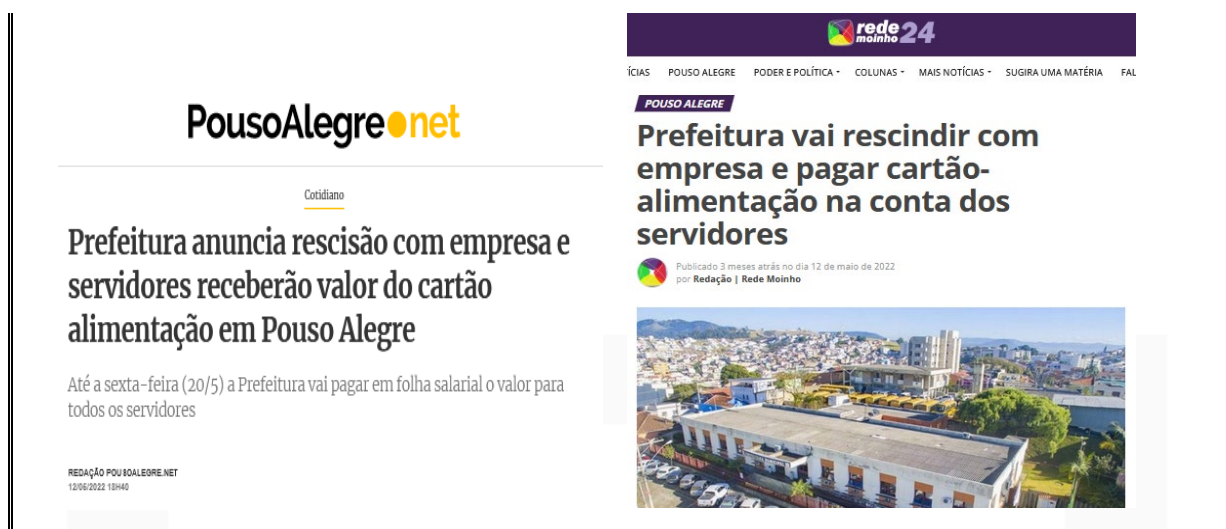 PousoAlegre net
Cotidiano
Prefeitura anuncia rescisão com empresa e
servidores receberão valor do cartão
alimentação em Pouso Alegre
Até a sexta-feira (20/5) a Prefeitura vai pagar em folha salarial o valor para
todos os servidores
REDAÇÃO POUSOALEGRE.NET
12/05/2022 18H40
rede
moinho 24
ÍCIAS POUSO ALEGRE PODER E POLÍTICA COLUNAS MAIS NOTÍCIAS SUGIRA UMA MATÉRIA FAL
POUSO ALEGRE
Prefeitura vai rescindir com
empresa e pagar cartão-
alimentação na conta dos
servidores
Publicado 3 meses atrás no dia 12 de maio de 2022
por Redação | Rede Moinho